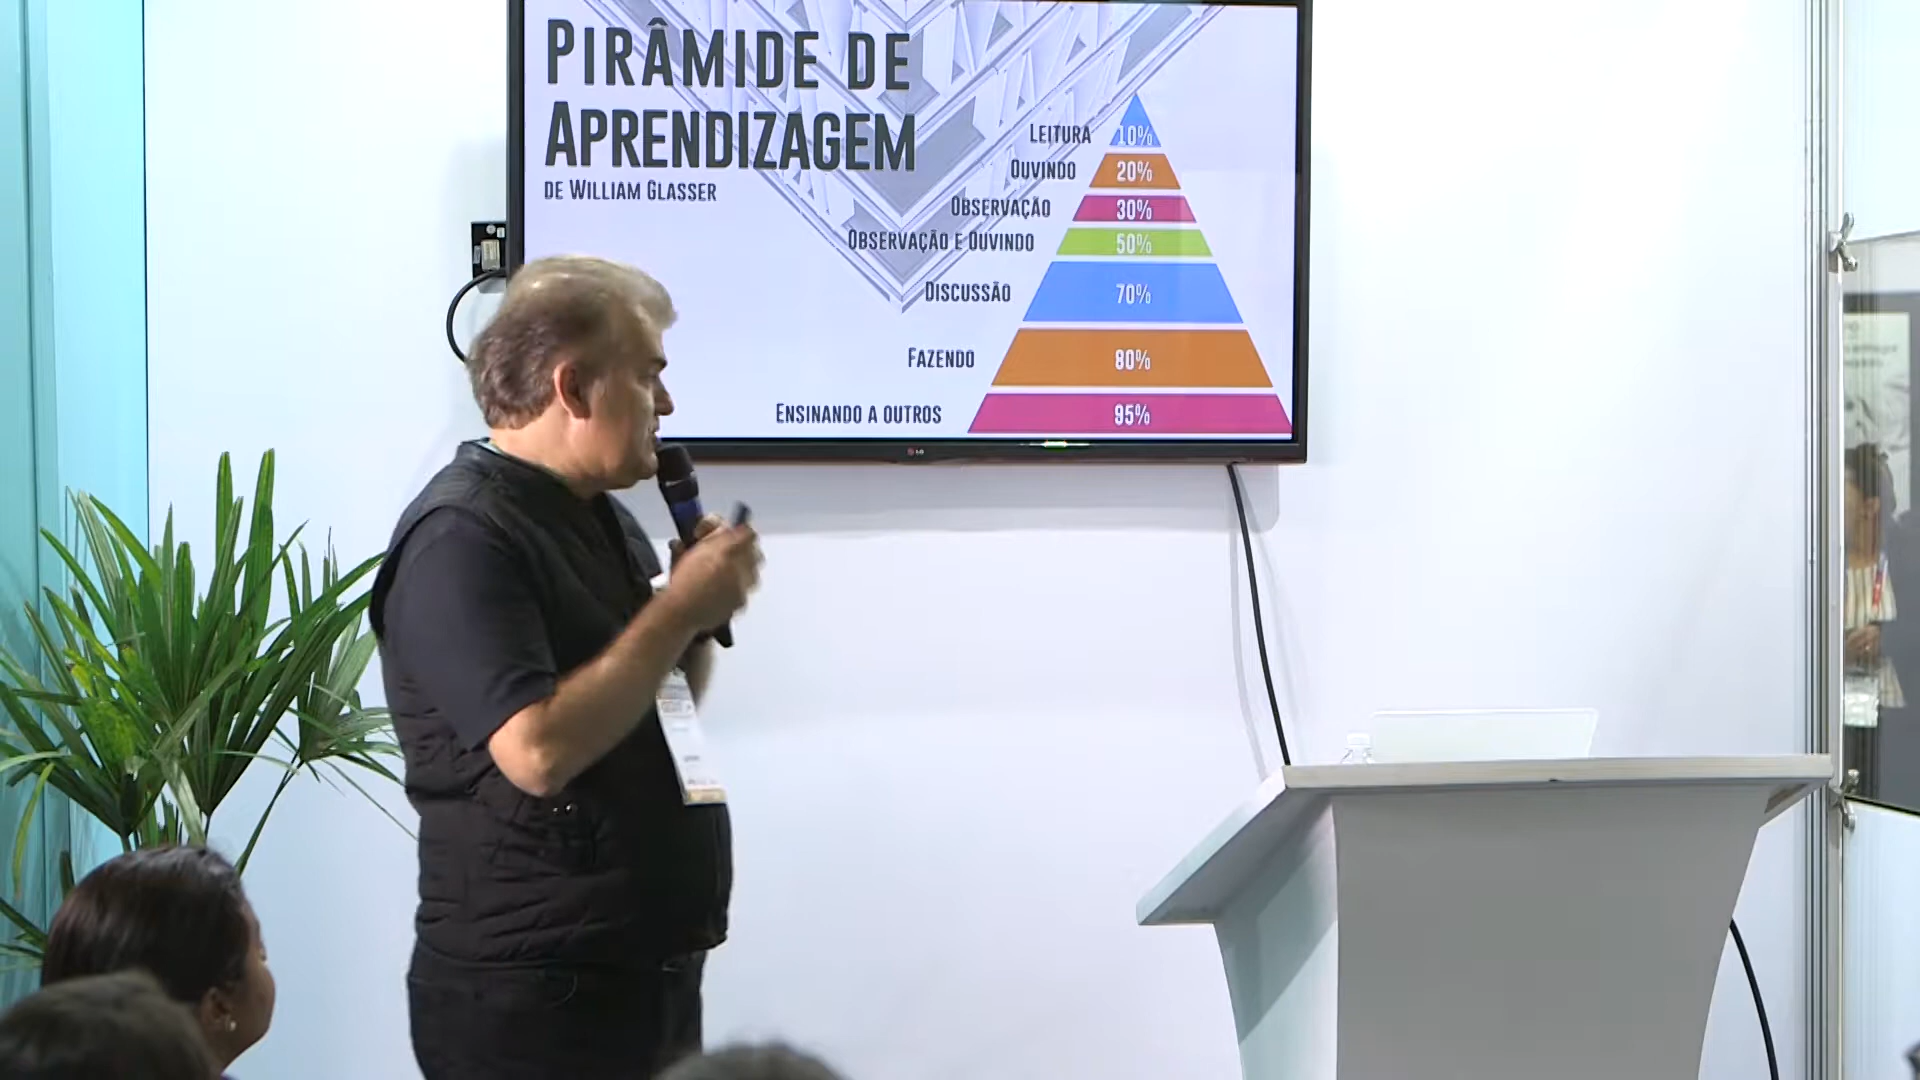 PIRÂMIDE DE
APRENDIZAGEM
DE WILLIAM GLASSER
LEITURA 10%
OUVINDO 20%
OBSERVAÇÃO 30%
OBSERVAÇÃO E OUVINDO 50%
DISCUSSÃO 70%
FAZENDO 80%
ENSINANDO A OUTROS 95%
LG